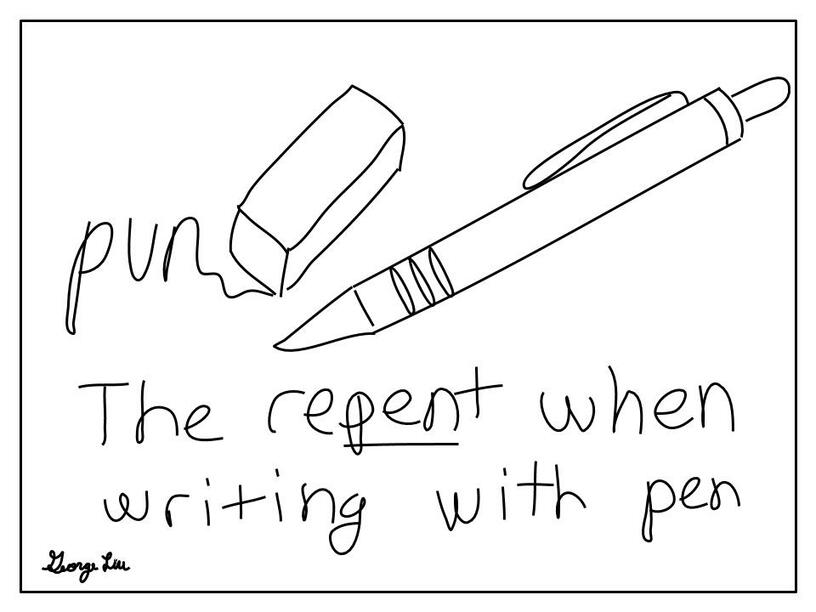 pun
The repent when
writing with pen
George Liu